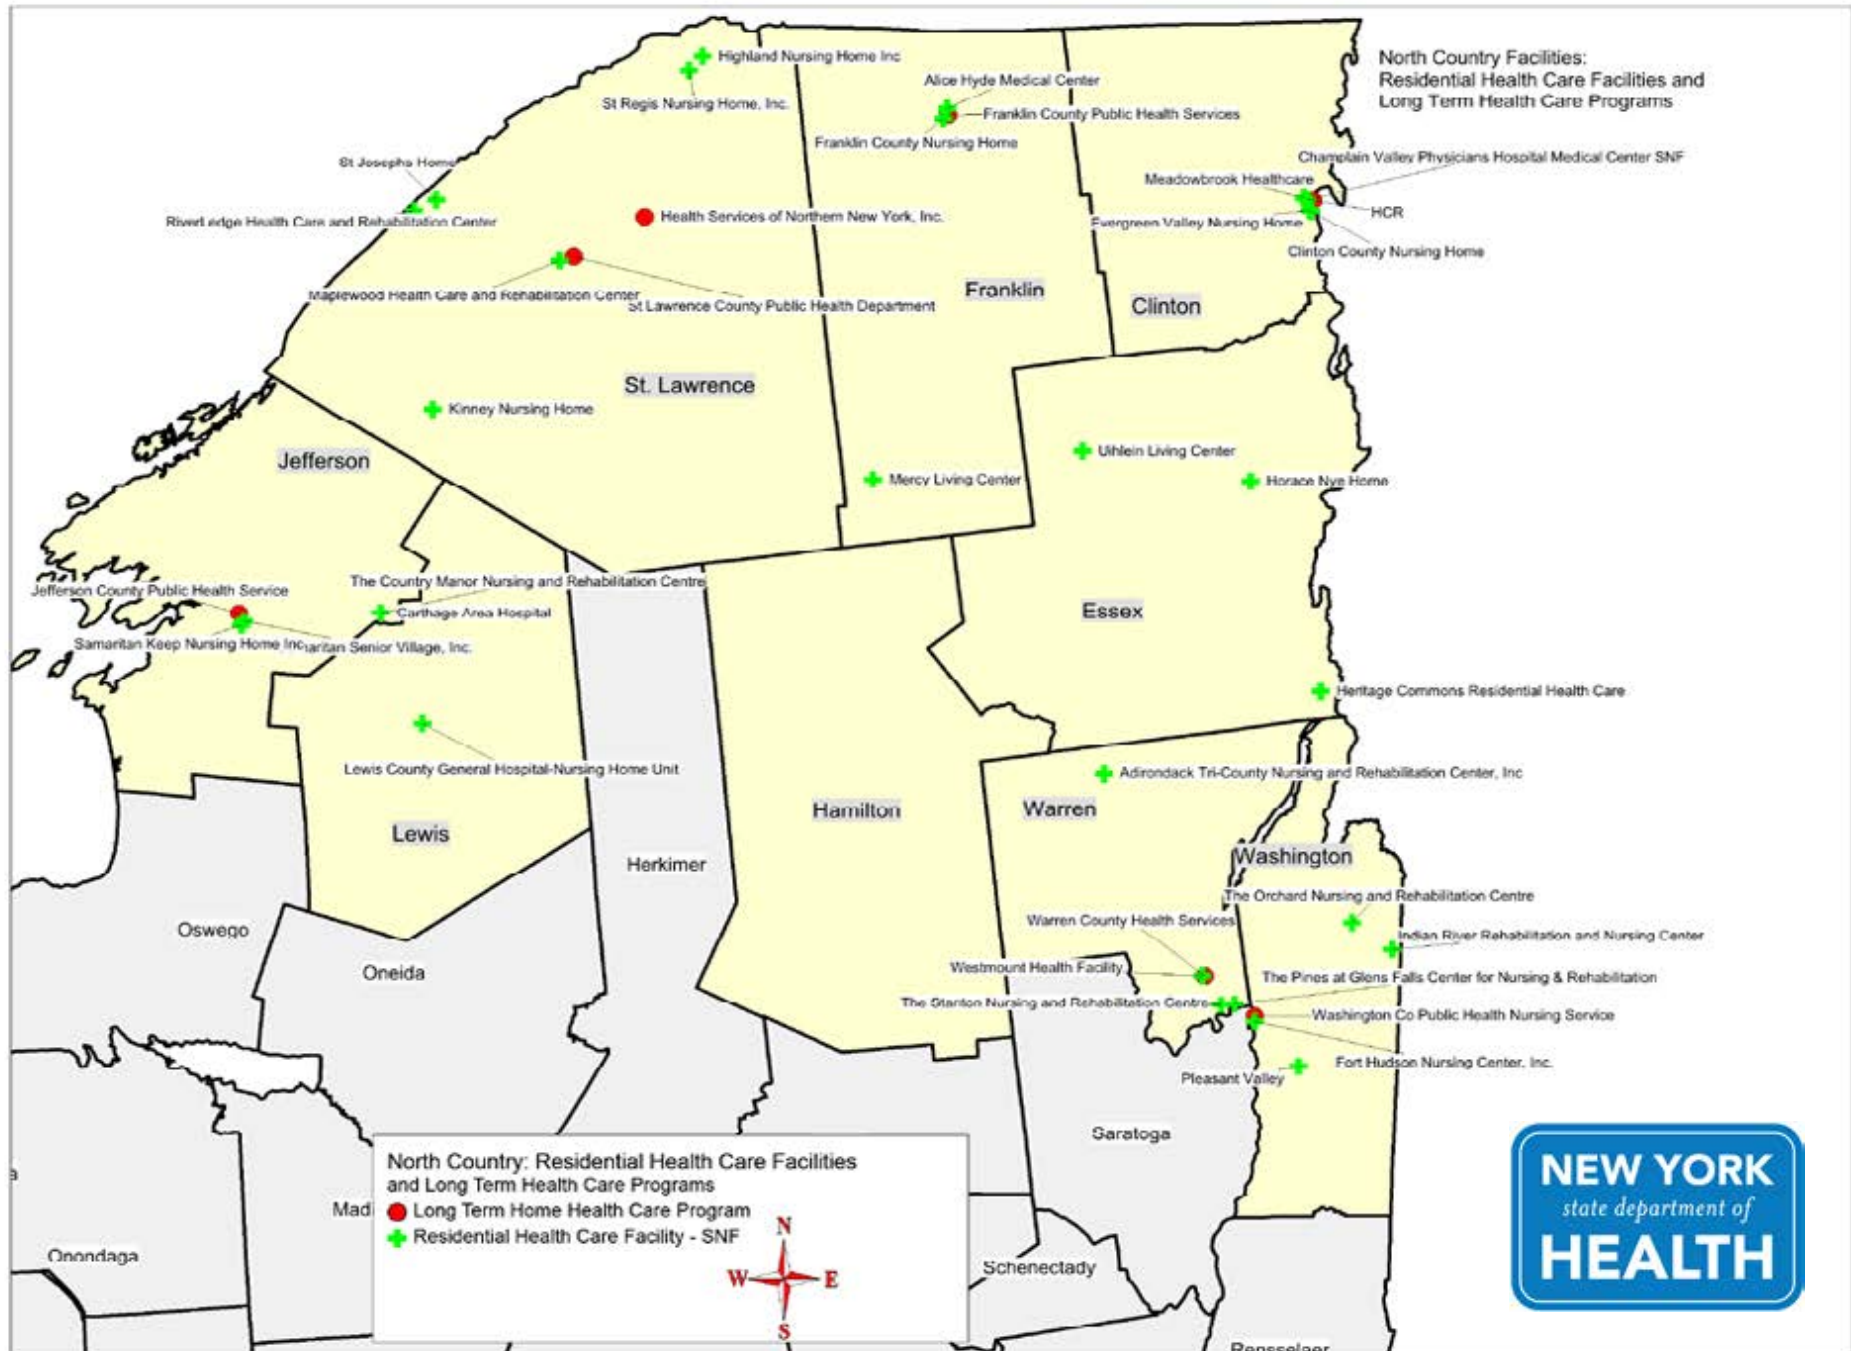 North Country Facilities:
Residential Health Care Facilities and
Long Term Health Care Programs
Highland Nursing Home Inc
St Regis Nursing Home, Inc.
Alice Hyde Medical Center
Franklin County Public Health Services
Franklin County Nursing Home
St Josephs Home
RiverLedge Health Care and Rehabilitation Center
Health Services of Northern New York, Inc.
Maplewood Health Care and Rehabilitation Center
St Lawrence County Public Health Department
Champlain Valley Physicians Hospital Medical Center SNF
Meadowbrook Healthcare
HCR
Evergreen Valley Nursing Home
Clinton County Nursing Home
Franklin
Clinton
St. Lawrence
Kinney Nursing Home
Jefferson
Uihlein Living Center
Mercy Living Center
Horace Nye Home
The Country Manor Nursing and Rehabilitation Centre
Jefferson County Public Health Service
Carthage Area Hospital
Essex
Samaritan Keep Nursing Home Inc
aritan Senior Village, Inc.
Heritage Commons Residential Health Care
Lewis County General Hospital-Nursing Home Unit
Adirondack Tri-County Nursing and Rehabilitation Center, Inc
Hamilton
Warren
Lewis
Herkimer
Washington
The Orchard Nursing and Rehabilitation Centre
Warren County Health Services
Oswego
Indian River Rehabilitation and Nursing Center
Oneida
Westmount Health Facility
The Pines at Glens Falls Center for Nursing & Rehabilitation
The Stanton Nursing and Rehabilitation Centre
Washington Co Public Health Nursing Service
Fort Hudson Nursing Center, Inc.
Pleasant Valley
Saratoga
North Country: Residential Health Care Facilities
and Long Term Health Care Programs
Long Term Home Health Care Program
Residential Health Care Facility - SNF
N
W E
S
Madi
Onondaga
Schenectady
Rensselaer
a
NEW YORK
state department of
HEALTH